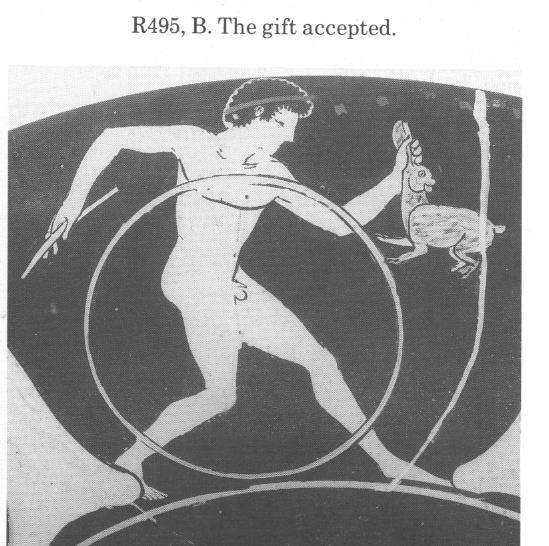 R495, B. The gift accepted.